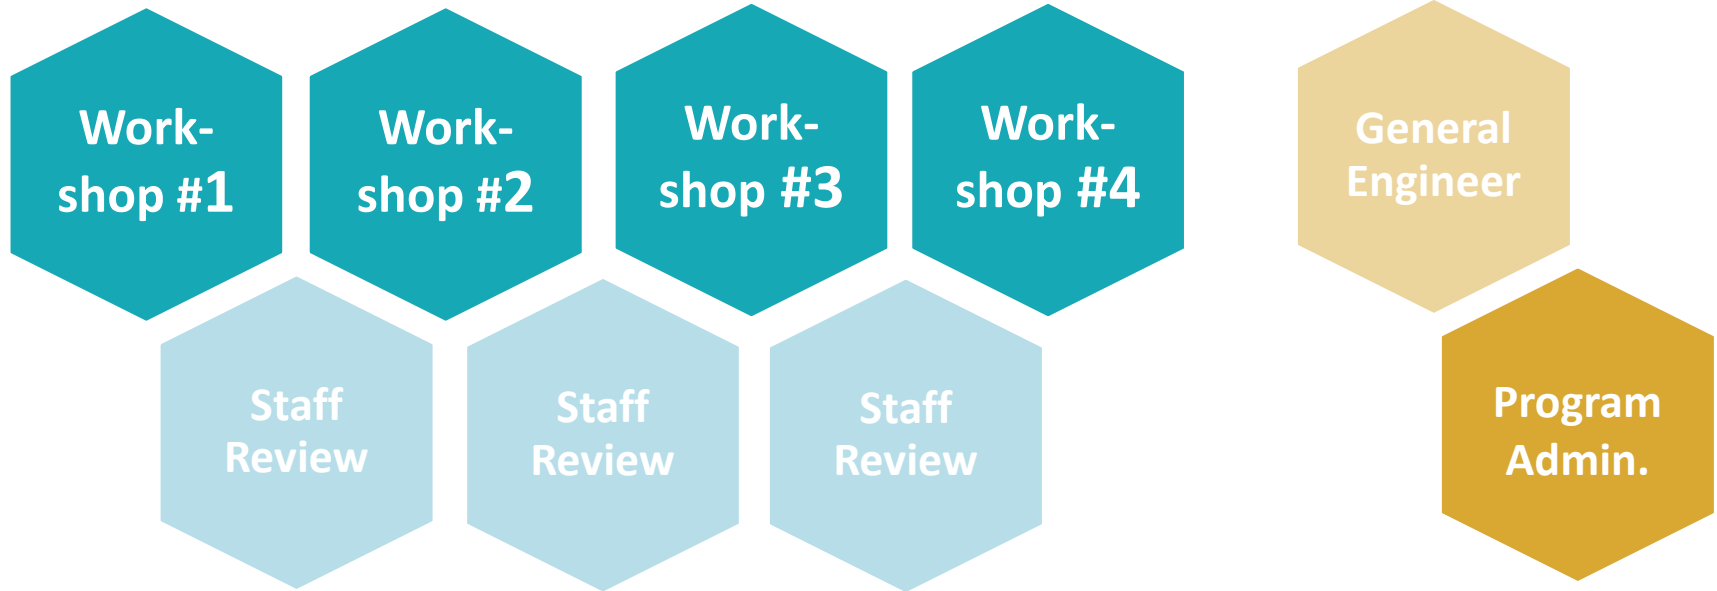 Work-
shop #1
Work-
shop #2
Work-
shop #3
Work-
shop #4
General
Engineer
Staff
Review
Staff
Review
Staff
Review
Program
Admin.